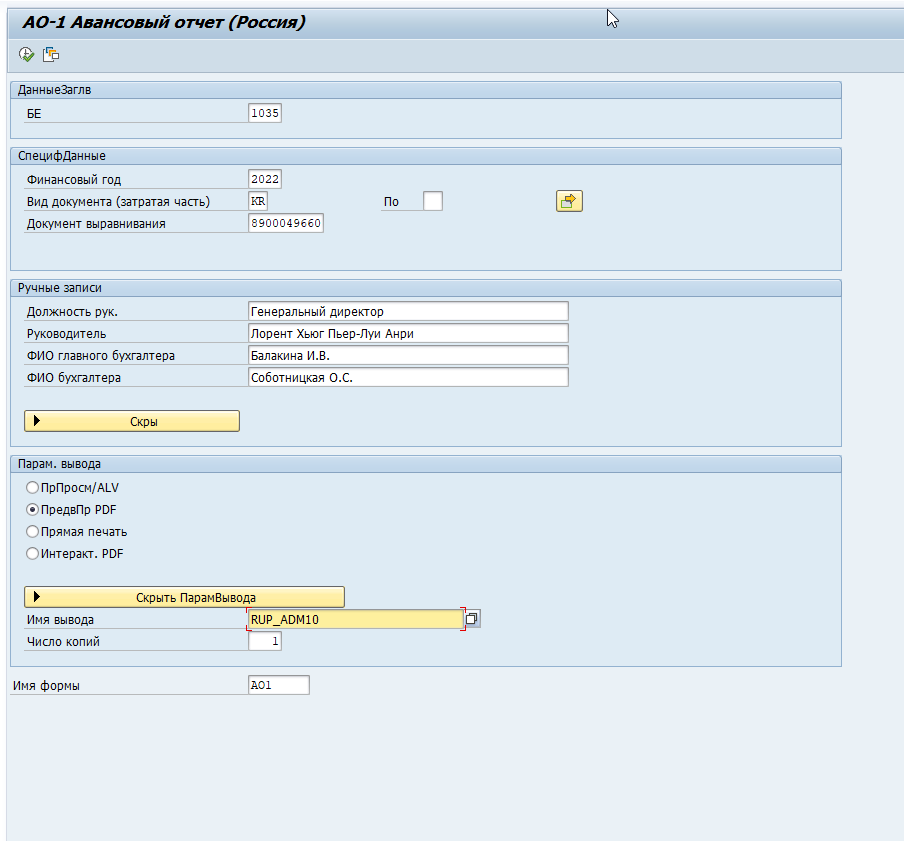 АО-1 Авансовый отчет (Россия)
ДанныеЗаглв
БЕ 1035
СпецифДанные
Финансовый год 2022
Вид документа (затратая часть) KR По
Документ выравнивания 8900049660
Ручные записи
Должность рук. Генеральный директор
Руководитель Лорент Хьюг Пьер-Луи Анри
ФИО главного бухгалтера Балакина И.В.
ФИО бухгалтера Соботницкая О.С.
Скры
Парам. вывода
ПрПросм/ALV
ПредвПр PDF
Прямая печать
Интеракт. PDF
Скрыть ПарамВывода
Имя вывода RUP_ADM10
Число копий 1
Имя формы AO1